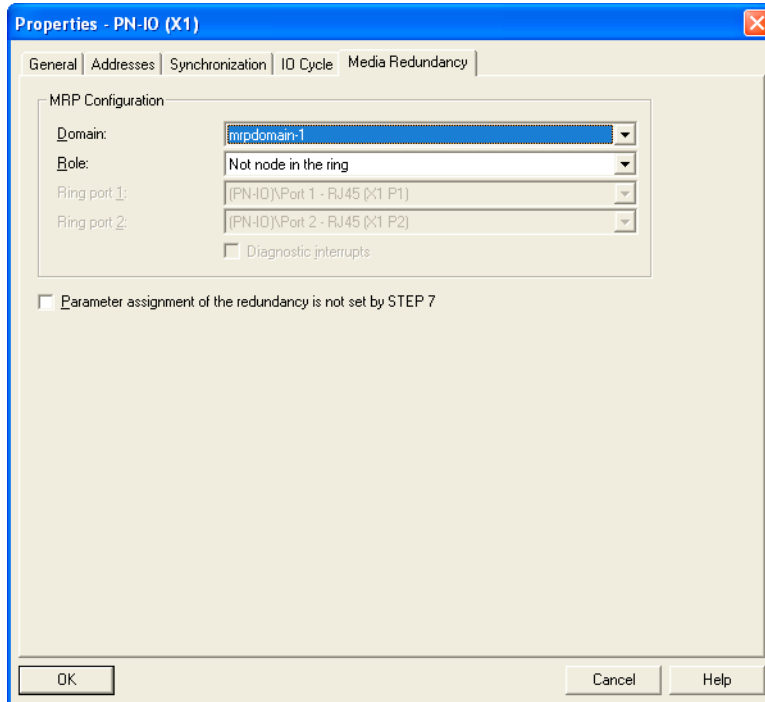 Properties - PN-IO (X1)
General Addresses Synchronization IO Cycle Media Redundancy
MRP Configuration
Domain: mrpdomain-1
Role: Not node in the ring
Ring port 1: (PN-IO)\Port 1 - RJ45 (X1 P1)
Ring port 2: (PN-IO)\Port 2 - RJ45 (X1 P2)
Diagnostic interrupts
Parameter assignment of the redundancy is not set by STEP 7
OK Cancel Help